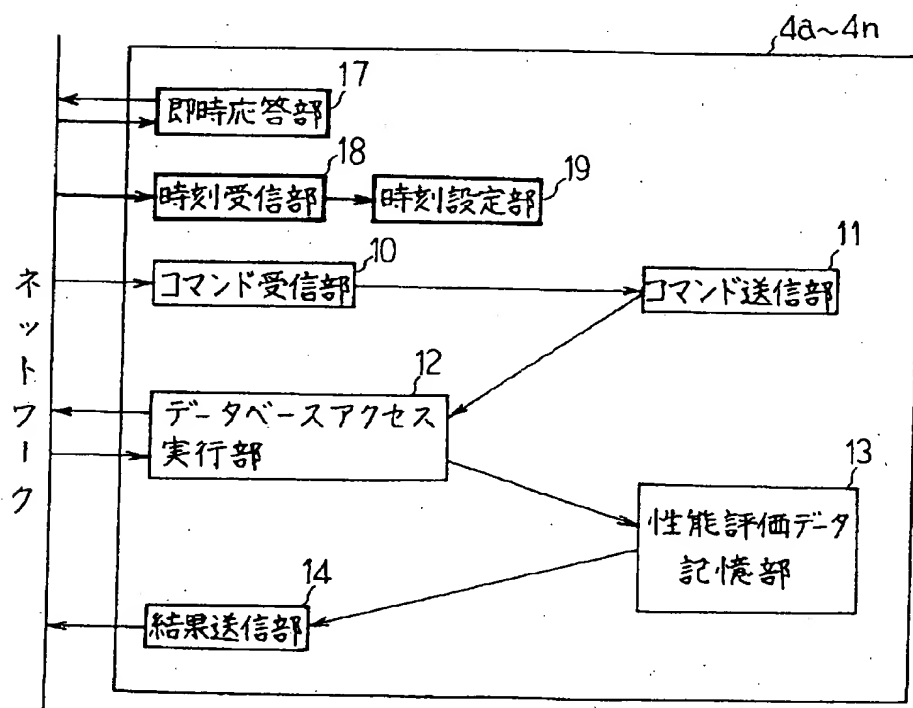 4a~4n
17
即時応答部
18
時刻受信部
19
時刻設定部
10
コマンド受信部
11
コマンド送信部
ネットワーク
12
データベースアクセス
実行部
13
性能評価データ
記憶部
14
結果送信部